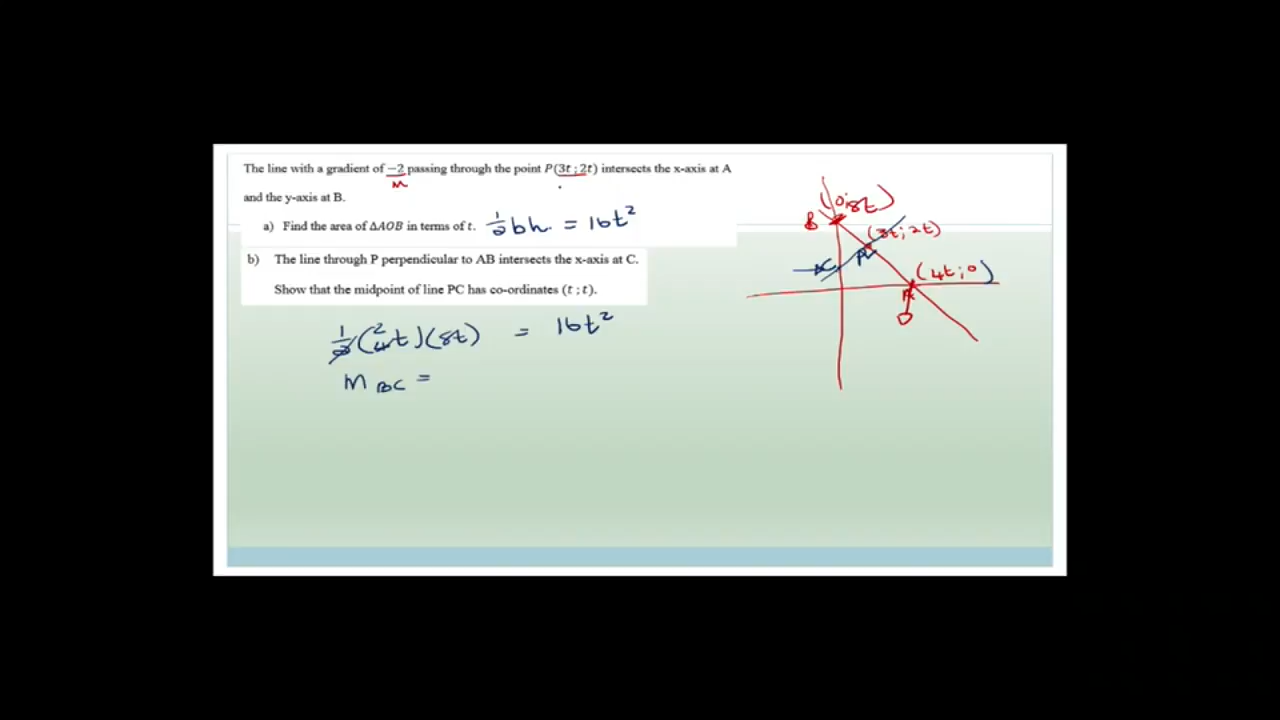 The line with a gradient of −2 passing through the point P(3t ; 2t) intersects the x-axis at A
m
and the y-axis at B.
a) Find the area of ΔAOB in terms of t. ½bh = 16t²
b) The line through P perpendicular to AB intersects the x-axis at C.
Show that the midpoint of line PC has co-ordinates (t ; t).
½(4t)(8t) = 16t²
2
m BC =
(0;8t)
B
(3t;2t)
P
C
(4t;0)
A